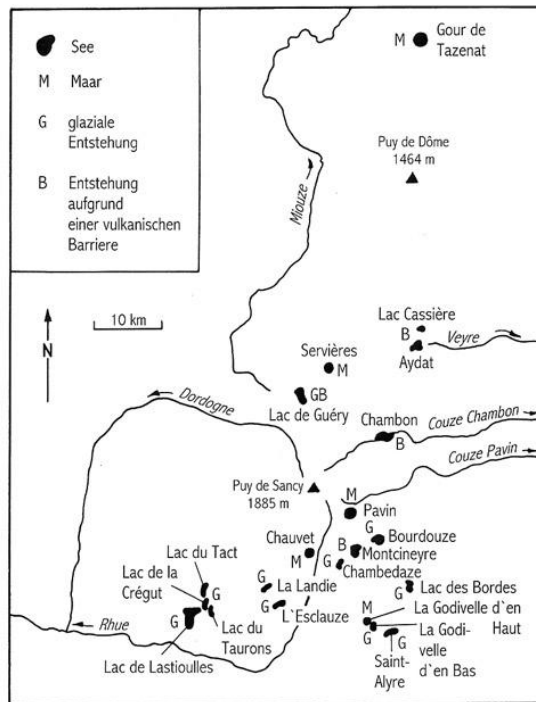 See
M Maar
G glaziale
Entstehung
B Entstehung
aufgrund
einer vulkanischen
Barriere
N
10 km
M
Gour de
Tazenat
Puy de Dôme
1464 m
Miouze
Lac Cassière
B
Aydat
Veyre
Servières
M
GB
Lac de Guéry
Dordogne
Chambon
B
Couze Chambon
Couze Pavin
Puy de Sancy
1885 m
M
Pavin
G
Bourdouze
B
Montcineyre
G
Chambedaze
Chauvet
M
Lac du Tact
G
Lac de la
Crégut
G
La Landie
G
L'Esclauze
G
Lac des Bordes
M
La Godivelle d'en
Haut
G
La Godi-
velle
d'en Bas
G
Saint-
Alyre
Rhue
G
Lac du
Taurons
Lac de Lastioulles